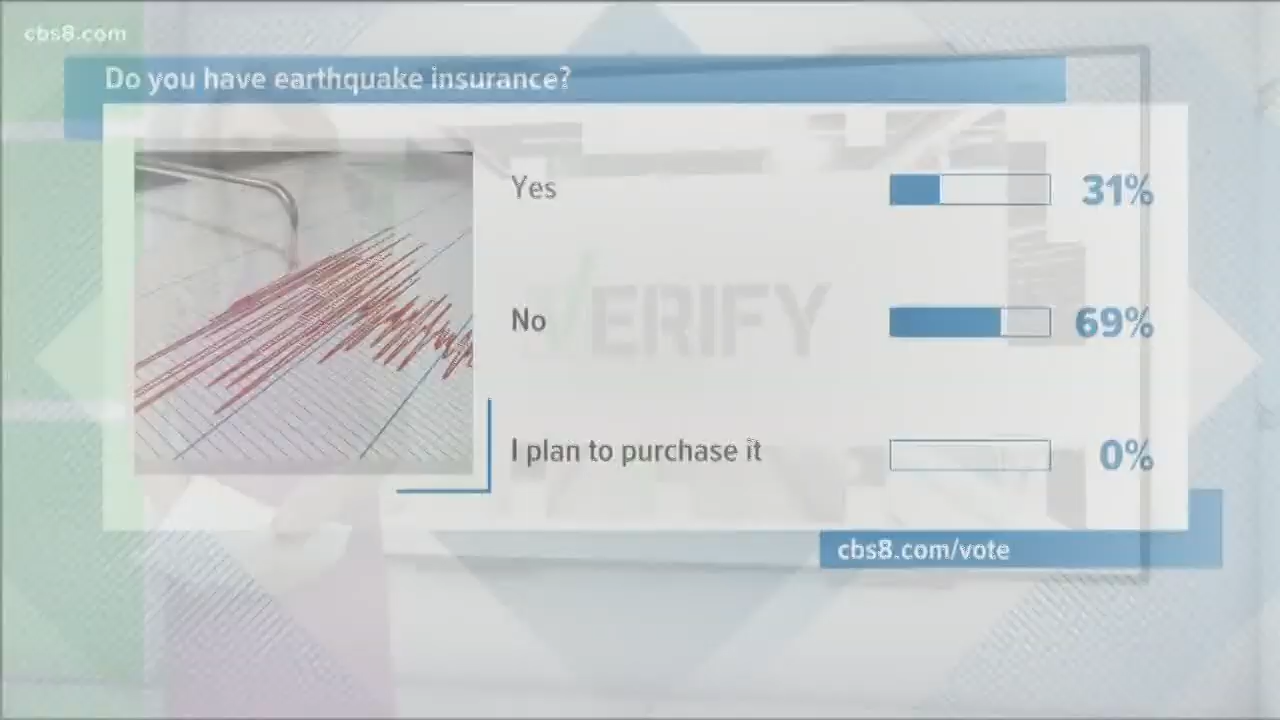 cbs8.com
Do you have earthquake insurance?
Yes
31%
VERIFY
No
69%
I plan to purchase it
0%
cbs8.com/vote